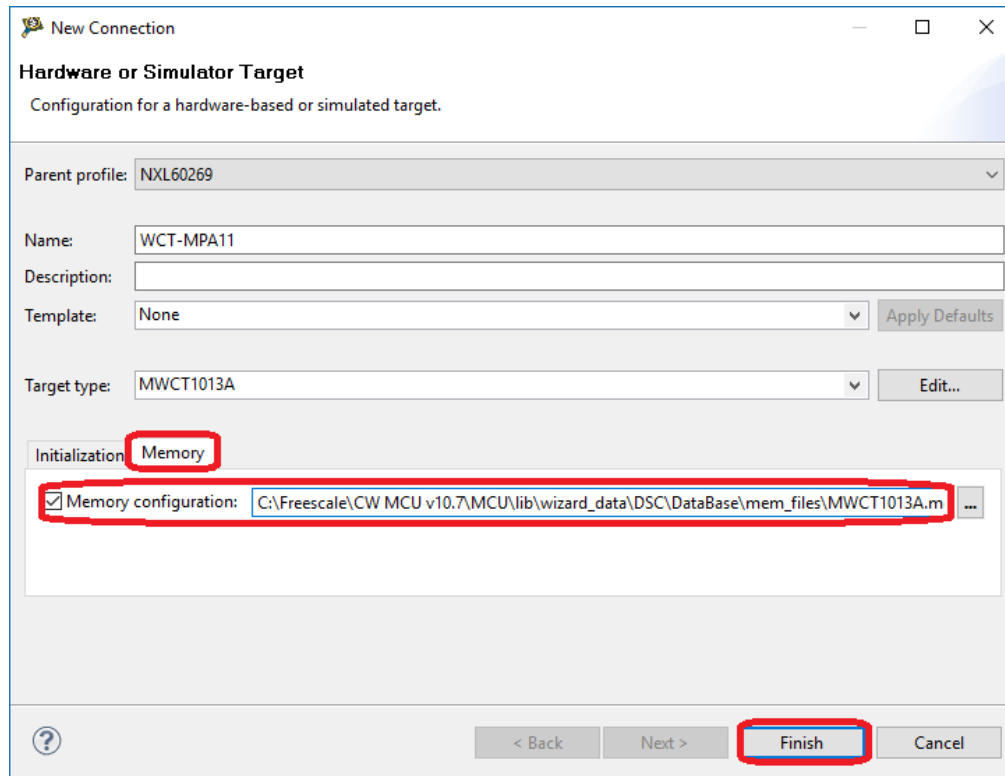 New Connection
Hardware or Simulator Target
Configuration for a hardware-based or simulated target.
Parent profile: NXL60269
Name: WCT-MPA11
Description:
Template: None Apply Defaults
Target type: MWCT1013A Edit...
Initialization Memory
Memory configuration: C:\Freescale\CW MCU v10.7\MCU\lib\wizard_data\DSC\DataBase\mem_files\MWCT1013A.m ...
? < Back Next > Finish Cancel